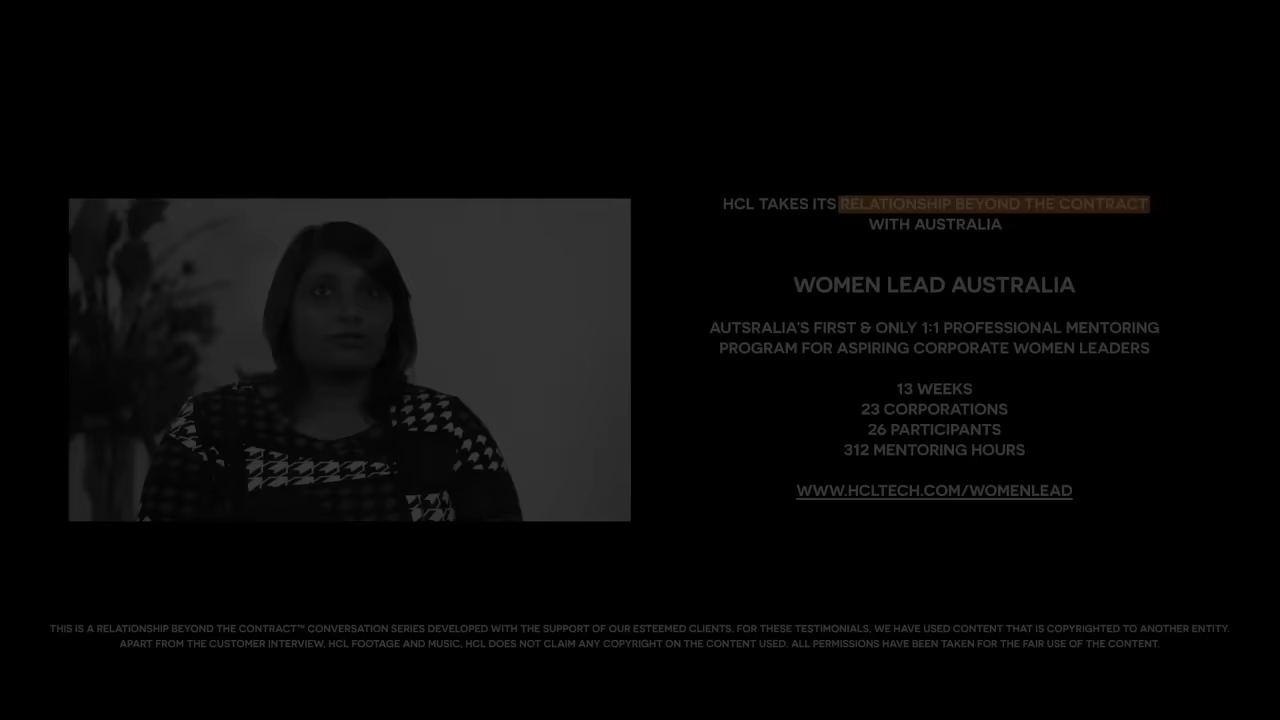 HCL TAKES ITS RELATIONSHIP BEYOND THE CONTRACT
WITH AUSTRALIA
WOMEN LEAD AUSTRALIA
AUTSRALIA'S FIRST & ONLY 1:1 PROFESSIONAL MENTORING
PROGRAM FOR ASPIRING CORPORATE WOMEN LEADERS
13 WEEKS
23 CORPORATIONS
26 PARTICIPANTS
312 MENTORING HOURS
WWW.HCLTECH.COM/WOMENLEAD
THIS IS A RELATIONSHIP BEYOND THE CONTRACT™ CONVERSATION SERIES DEVELOPED WITH THE SUPPORT OF OUR ESTEEMED CLIENTS. FOR THESE TESTIMONIALS, WE HAVE USED CONTENT THAT IS COPYRIGHTED TO ANOTHER ENTITY.
APART FROM THE CUSTOMER INTERVIEW, HCL FOOTAGE AND MUSIC, HCL DOES NOT CLAIM ANY COPYRIGHT ON THE CONTENT USED. ALL PERMISSIONS HAVE BEEN TAKEN FOR THE FAIR USE OF THE CONTENT.